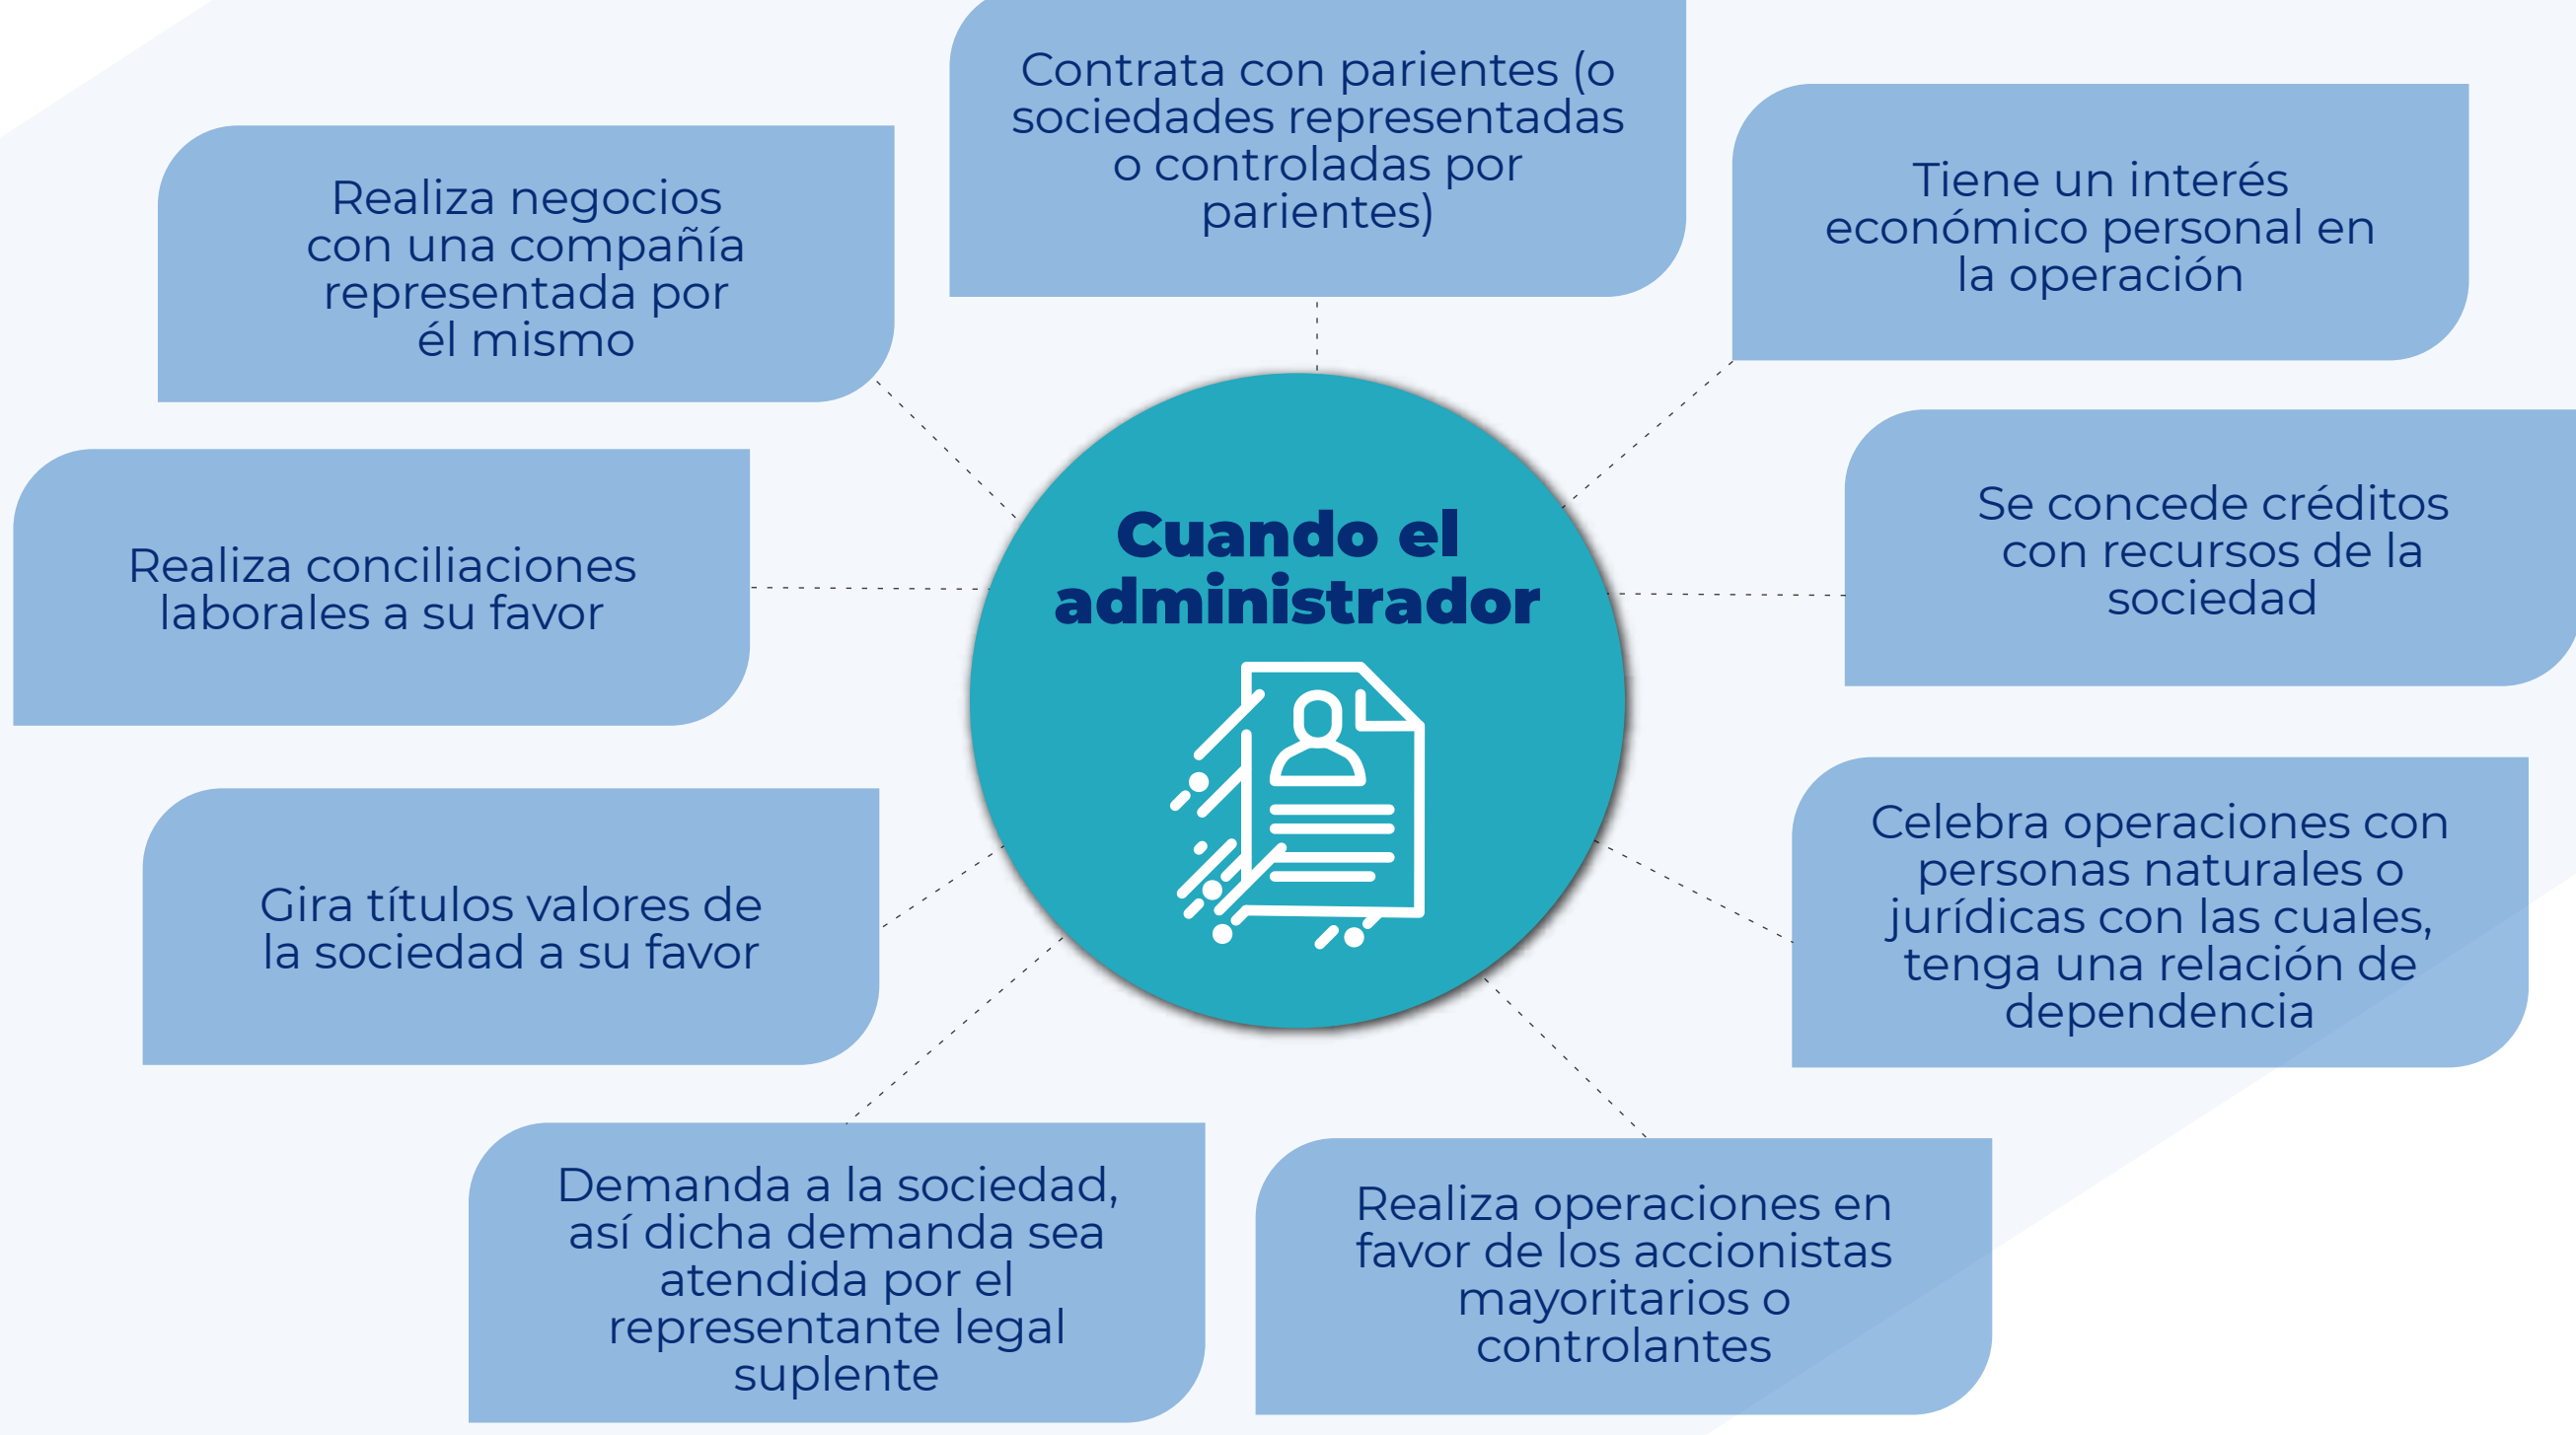 Contrata con parientes (o
sociedades representadas
o controladas por
parientes)
Realiza negocios
con una compañía
representada por
él mismo
Tiene un interés
económico personal en
la operación
Realiza conciliaciones
laborales a su favor
Cuando el
administrador
Se concede créditos
con recursos de la
sociedad
Gira títulos valores de
la sociedad a su favor
Celebra operaciones con
personas naturales o
jurídicas con las cuales,
tenga una relación de
dependencia
Demanda a la sociedad,
así dicha demanda sea
atendida por el
representante legal
suplente
Realiza operaciones en
favor de los accionistas
mayoritarios o
controlantes